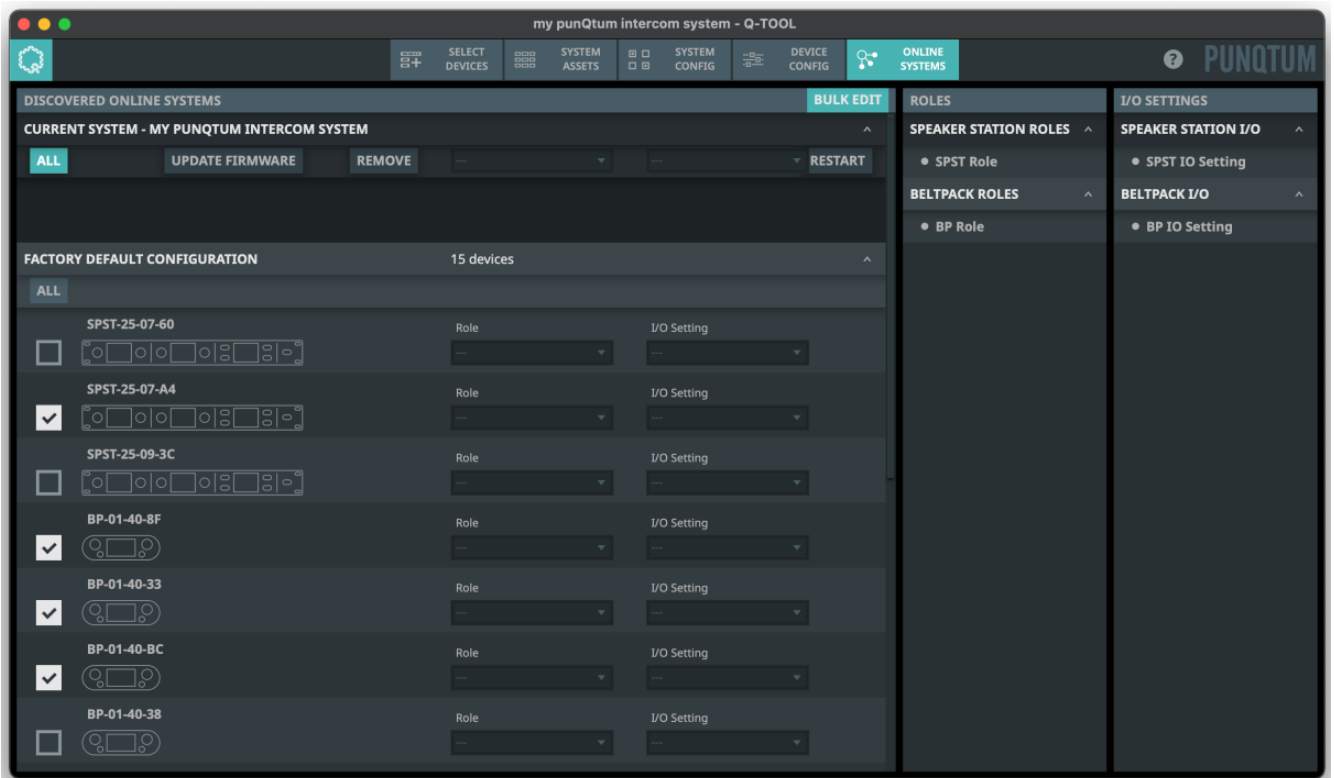 my punQtum intercom system - Q-TOOL
SELECT DEVICES
SYSTEM ASSETS
SYSTEM CONFIG
DEVICE CONFIG
ONLINE SYSTEMS
?
PUNQTUM
DISCOVERED ONLINE SYSTEMS
BULK EDIT
CURRENT SYSTEM - MY PUNQTUM INTERCOM SYSTEM
ALL
UPDATE FIRMWARE
REMOVE
---
---
RESTART
FACTORY DEFAULT CONFIGURATION
15 devices
ALL
SPST-25-07-60
Role
I/O Setting
---
---
SPST-25-07-A4
Role
I/O Setting
---
---
SPST-25-09-3C
Role
I/O Setting
---
---
BP-01-40-8F
Role
I/O Setting
---
---
BP-01-40-33
Role
I/O Setting
---
---
BP-01-40-BC
Role
I/O Setting
---
---
BP-01-40-38
Role
I/O Setting
---
---
ROLES
SPEAKER STATION ROLES
SPST Role
BELTPACK ROLES
BP Role
I/O SETTINGS
SPEAKER STATION I/O
SPST IO Setting
BELTPACK I/O
BP IO Setting